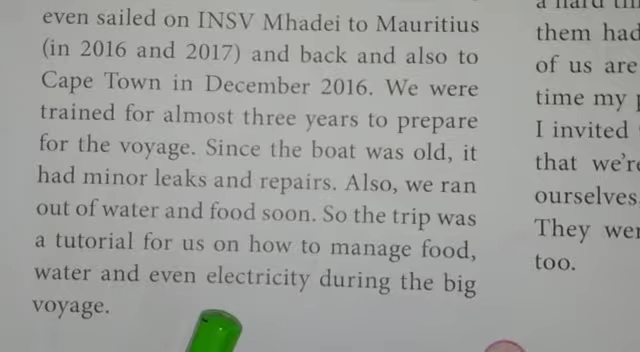 even sailed on INSV Mhadei to Mauritius
(in 2016 and 2017) and back and also to
Cape Town in December 2016. We were
trained for almost three years to prepare
for the voyage. Since the boat was old, it
had minor leaks and repairs. Also, we ran
out of water and food soon. So the trip was
a tutorial for us on how to manage food,
water and even electricity during the big
voyage.
a hard
them had
of us are
time my
I invited
that we're
ourselves,
They wer
too.